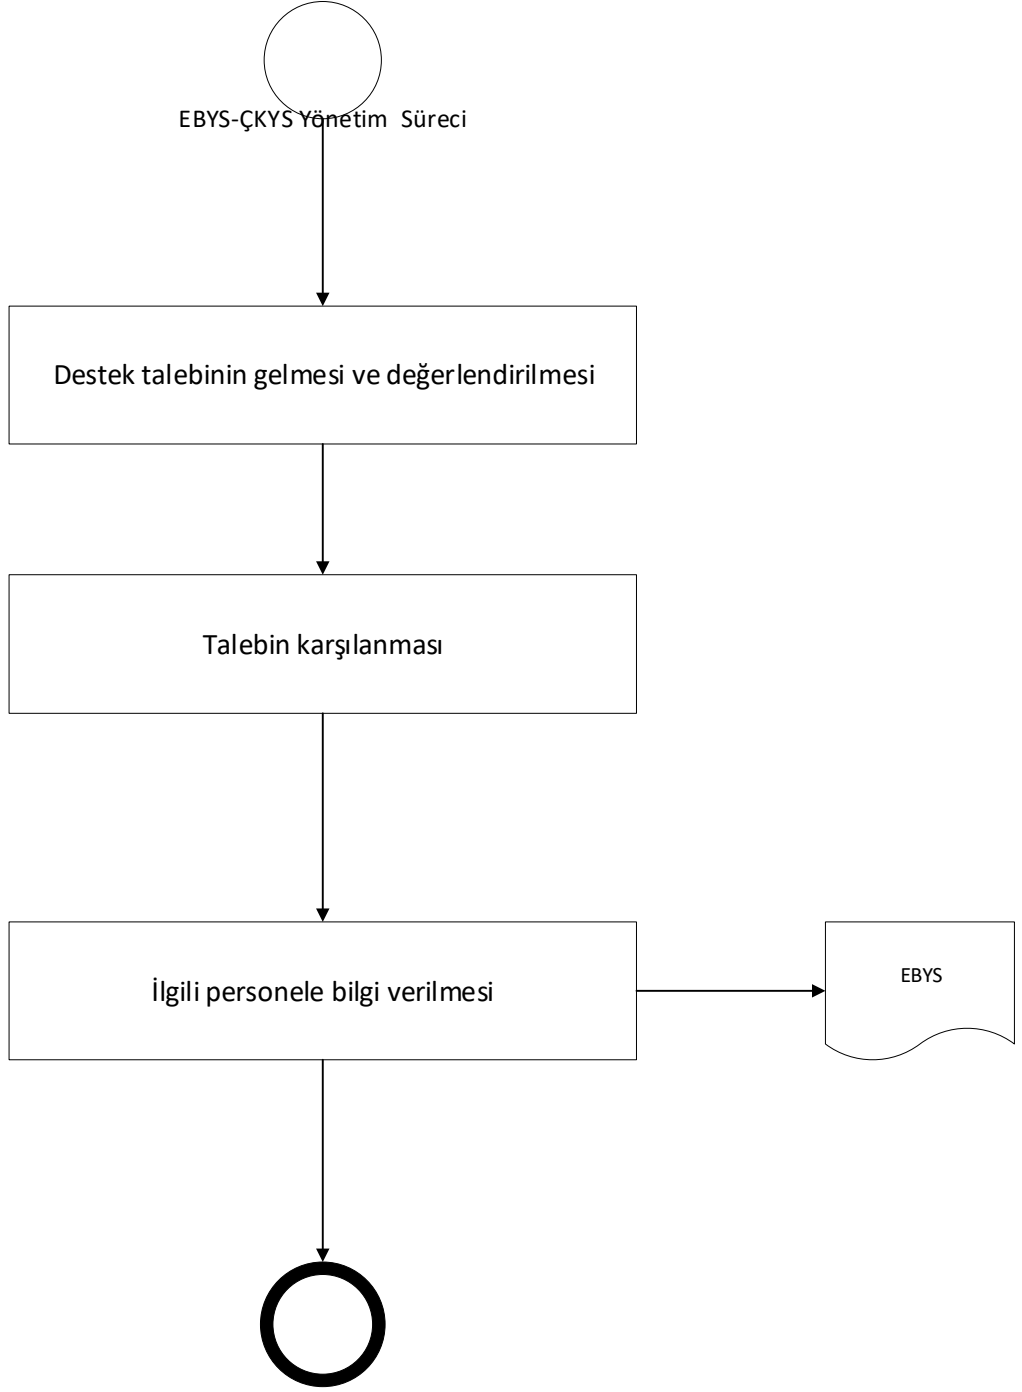 EBYS-ÇKYS Yönetim  Süreci
Destek talebinin gelmesi ve değerlendirilmesi
Talebin karşılanması
İlgili personele bilgi verilmesi
EBYS